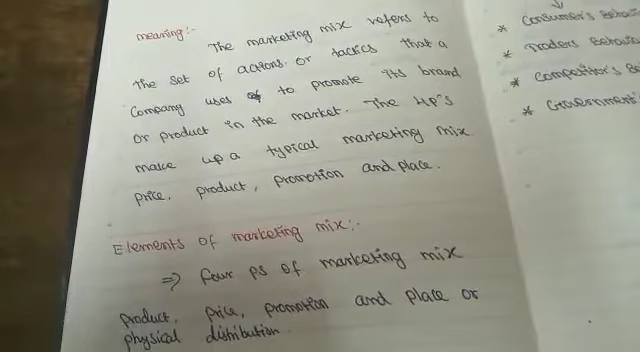 meaning:-
The marketing mix refers to
the set of actions or tactics that a
company uses to promote its brand
or product in the market. The 4P's
make up a typical marketing mix
price, product, promotion and place.
Elements of marketing mix:-
⇒ four ps of marketing mix
product, price, promotion and place or
physical distribution.
* Consumer's
* Traders
* Competitor's
* Government